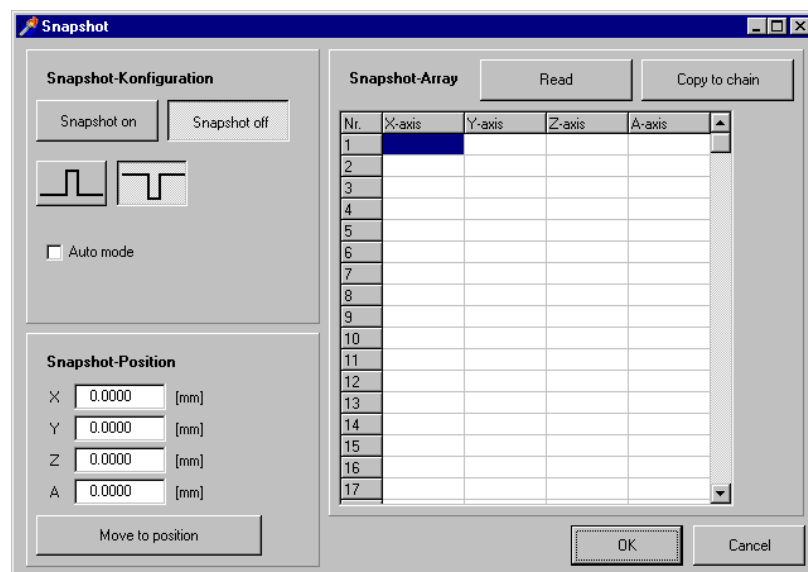 Snapshot
Snapshot-Konfiguration
Snapshot on
Snapshot off
Auto mode
Snapshot-Position
X 0.0000 [mm]
Y 0.0000 [mm]
Z 0.0000 [mm]
A 0.0000 [mm]
Move to position
Snapshot-Array
Read
Copy to chain
Nr. X-axis Y-axis Z-axis A-axis
1
2
3
4
5
6
7
8
9
10
11
12
13
14
15
16
17
OK
Cancel